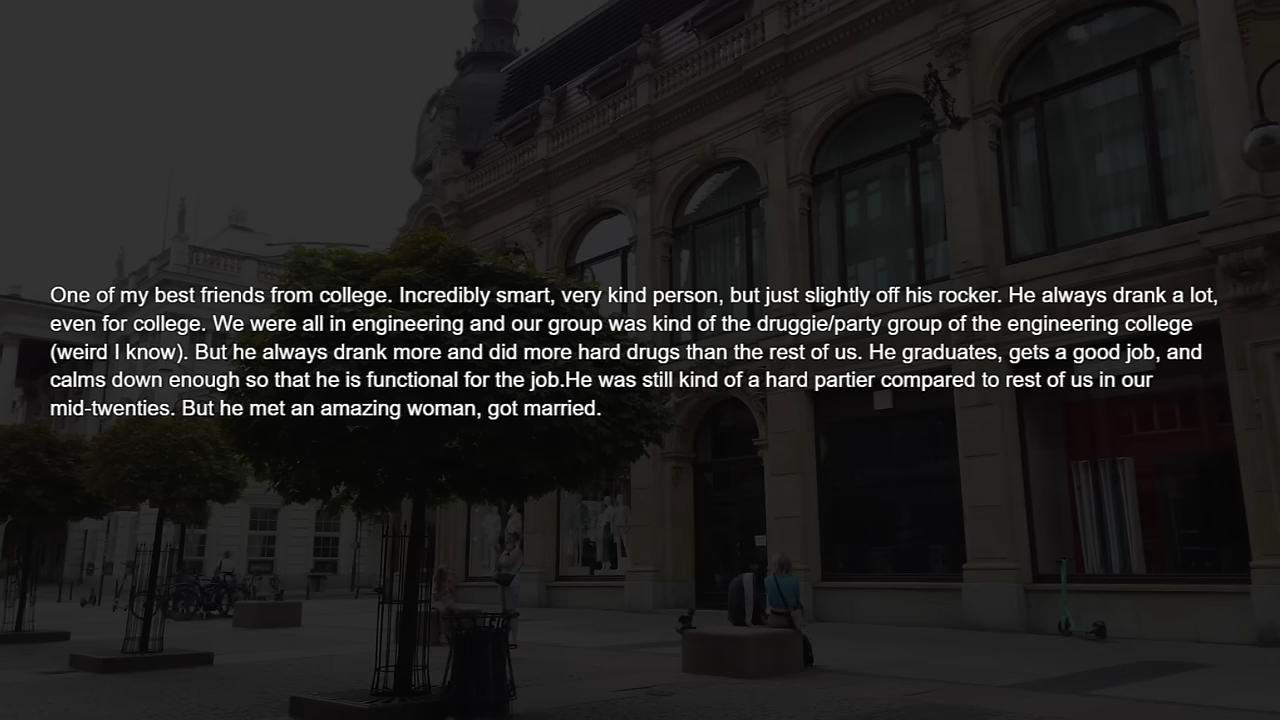 One of my best friends from college. Incredibly smart, very kind person, but just slightly off his rocker. He always drank a lot,
even for college. We were all in engineering and our group was kind of the druggie/party group of the engineering college
(weird I know). But he always drank more and did more hard drugs than the rest of us. He graduates, gets a good job, and
calms down enough so that he is functional for the job.He was still kind of a hard partier compared to rest of us in our
mid-twenties. But he met an amazing woman, got married.